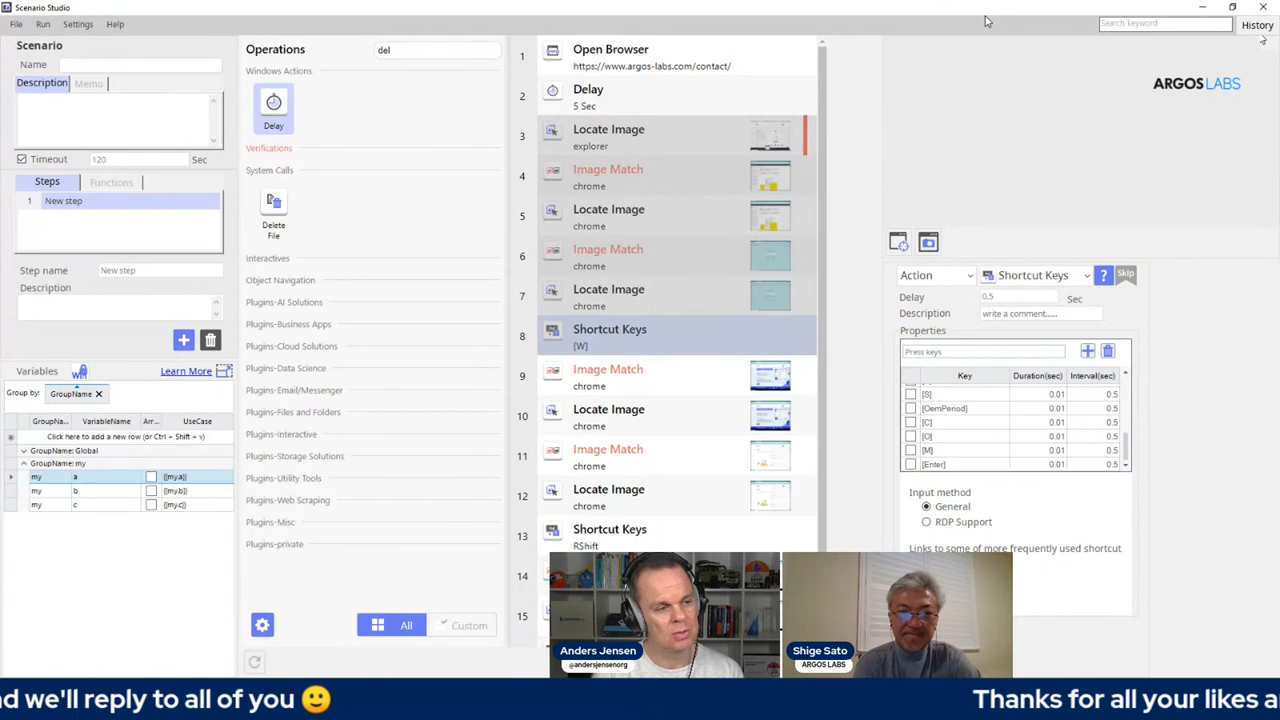 Scenario Studio
File Run Settings Help
Search keyword
History
Scenario
Name
Description Memo
Timeout 120 Sec
Steps Functions
1 New step
Step name New step
Description
Variables
Learn More
Group by: GroupName
VariableName Arr... UseCase
Click here to add a new row (or Ctrl + Shift + v)
GroupName: Global
GroupName: my
my a {{my.a}}
my b {{my.b}}
my c {{my.c}}
Operations del
Windows Actions
Delay
Verifications
System Calls
Delete
File
Interactives
Object Navigation
Plugins-AI Solutions
Plugins-Business Apps
Plugins-Cloud Solutions
Plugins-Data Science
Plugins-Email/Messenger
Plugins-Files and Folders
Plugins-Interactive
Plugins-Storage Solutions
Plugins-Utility Tools
Plugins-Web Scraping
Plugins-Misc
Plugins-private
All Custom
1 Open Browser
https://www.argos-labs.com/contact/
2 Delay
5 Sec
3 Locate Image
explorer
4 Image Match
chrome
5 Locate Image
chrome
6 Image Match
chrome
7 Locate Image
chrome
8 Shortcut Keys
[W]
9 Image Match
chrome
10 Locate Image
chrome
11 Image Match
chrome
12 Locate Image
chrome
13 Shortcut Keys
RShift
14
15
ARGOS LABS
Action Shortcut Keys ? Skip
Delay 0.5 Sec
Description write a comment......
Properties
Press keys
Key Duration(sec) Interval(sec)
[S] 0.01 0.5
[OemPeriod] 0.01 0.5
[C] 0.01 0.5
[O] 0.01 0.5
[M] 0.01 0.5
[Enter] 0.01 0.5
Input method
General
RDP Support
Links to some of more frequently used shortcut
Anders Jensen
@andersjensenorg
Shige Sato
ARGOS LABS
nd we'll reply to all of you 🙂
Thanks for all your likes a